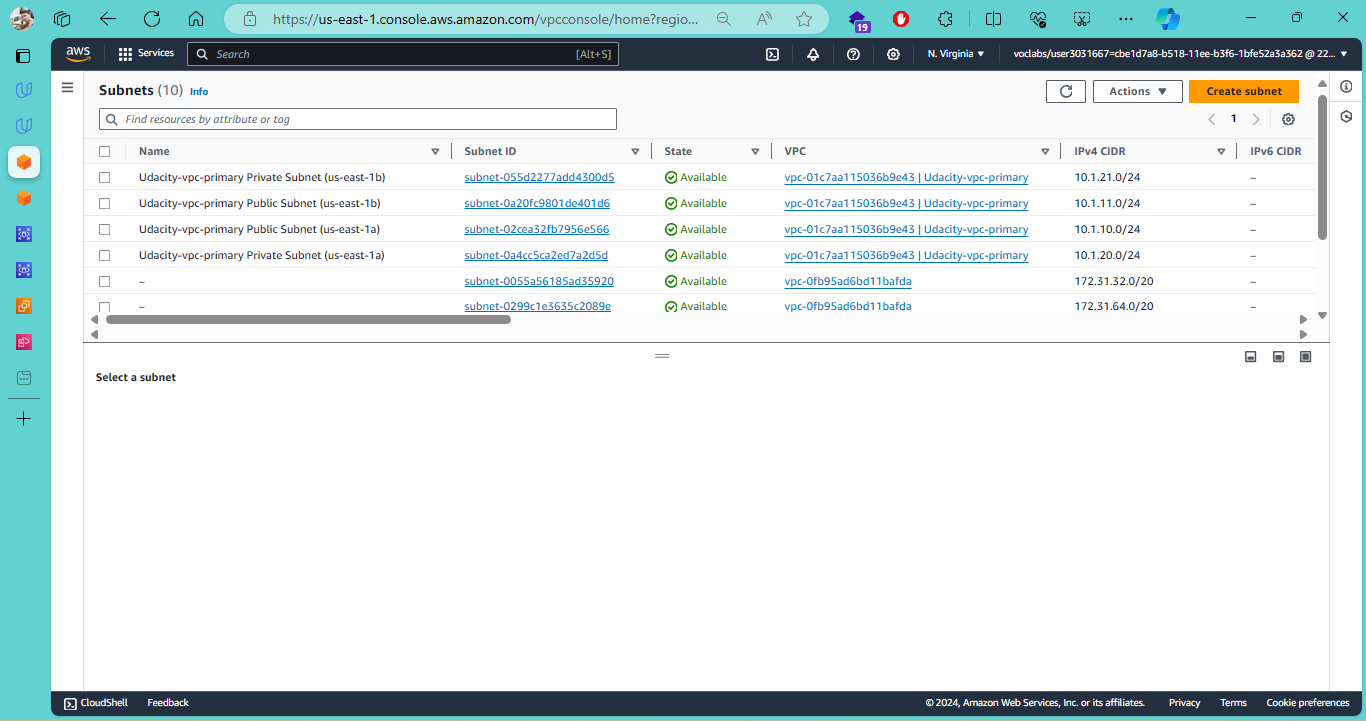 https://us-east-1.console.aws.amazon.com/vpcconsole/home?regio...
19
aws
Services
Search
[Alt+S]
N. Virginia
voclabs/user3031667=cbe1d7a8-b518-11ee-b3f6-1bfe52a3a362 @ 22...
Subnets (10) Info
Actions
Create subnet
Find resources by attribute or tag
1
Name Subnet ID State VPC IPv4 CIDR IPv6 CIDR
Udacity-vpc-primary Private Subnet (us-east-1b) subnet-055d2277add4300d5 Available vpc-01c7aa115036b9e43 | Udacity-vpc-primary 10.1.21.0/24 –
Udacity-vpc-primary Public Subnet (us-east-1b) subnet-0a20fc9801de401d6 Available vpc-01c7aa115036b9e43 | Udacity-vpc-primary 10.1.11.0/24 –
Udacity-vpc-primary Public Subnet (us-east-1a) subnet-02cea32fb7956e566 Available vpc-01c7aa115036b9e43 | Udacity-vpc-primary 10.1.10.0/24 –
Udacity-vpc-primary Private Subnet (us-east-1a) subnet-0a4cc5ca2ed7a2d5d Available vpc-01c7aa115036b9e43 | Udacity-vpc-primary 10.1.20.0/24 –
– subnet-0055a56185ad35920 Available vpc-0fb95ad6bd11bafda 172.31.32.0/20 –
– subnet-0299c1e3635c2089e Available vpc-0fb95ad6bd11bafda 172.31.64.0/20 –
Select a subnet
CloudShell Feedback © 2024, Amazon Web Services, Inc. or its affiliates. Privacy Terms Cookie preferences